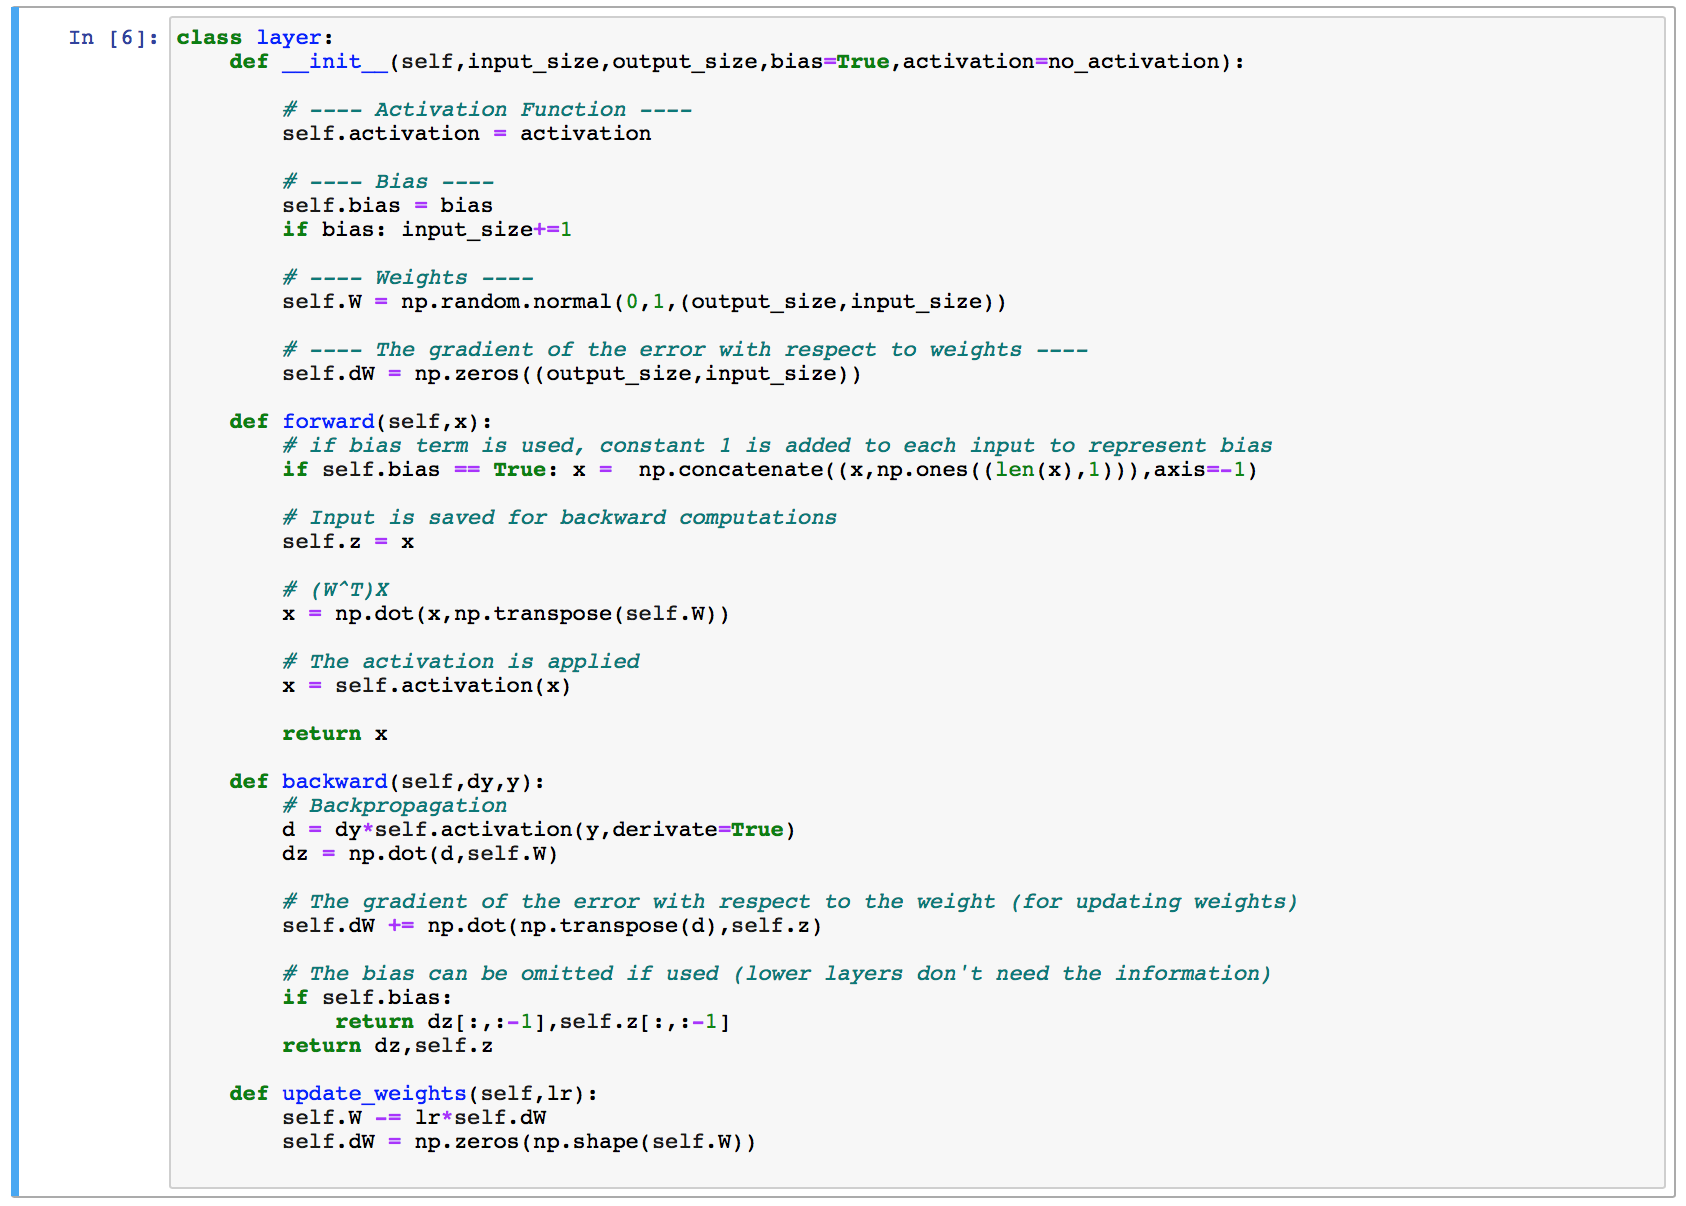 In [6]: class layer:
    def __init__(self,input_size,output_size,bias=True,activation=no_activation):
        # ---- Activation Function ----
        self.activation = activation
        # ---- Bias ----
        self.bias = bias
        if bias: input_size+=1
        # ---- Weights ----
        self.W = np.random.normal(0,1,(output_size,input_size))
        # ---- The gradient of the error with respect to weights ----
        self.dW = np.zeros((output_size,input_size))
    def forward(self,x):
        # if bias term is used, constant 1 is added to each input to represent bias
        if self.bias == True: x =  np.concatenate((x,np.ones((len(x),1))),axis=-1)
        # Input is saved for backward computations
        self.z = x
        # (W^T)X
        x = np.dot(x,np.transpose(self.W))
        # The activation is applied
        x = self.activation(x)
        return x
    def backward(self,dy,y):
        # Backpropagation
        d = dy*self.activation(y,derivate=True)
        dz = np.dot(d,self.W)
        # The gradient of the error with respect to the weight (for updating weights)
        self.dW += np.dot(np.transpose(d),self.z)
        # The bias can be omitted if used (lower layers don't need the information)
        if self.bias:
            return dz[:,:-1],self.z[:,:-1]
        return dz,self.z
    def update_weights(self,lr):
        self.W -= lr*self.dW
        self.dW = np.zeros(np.shape(self.W))